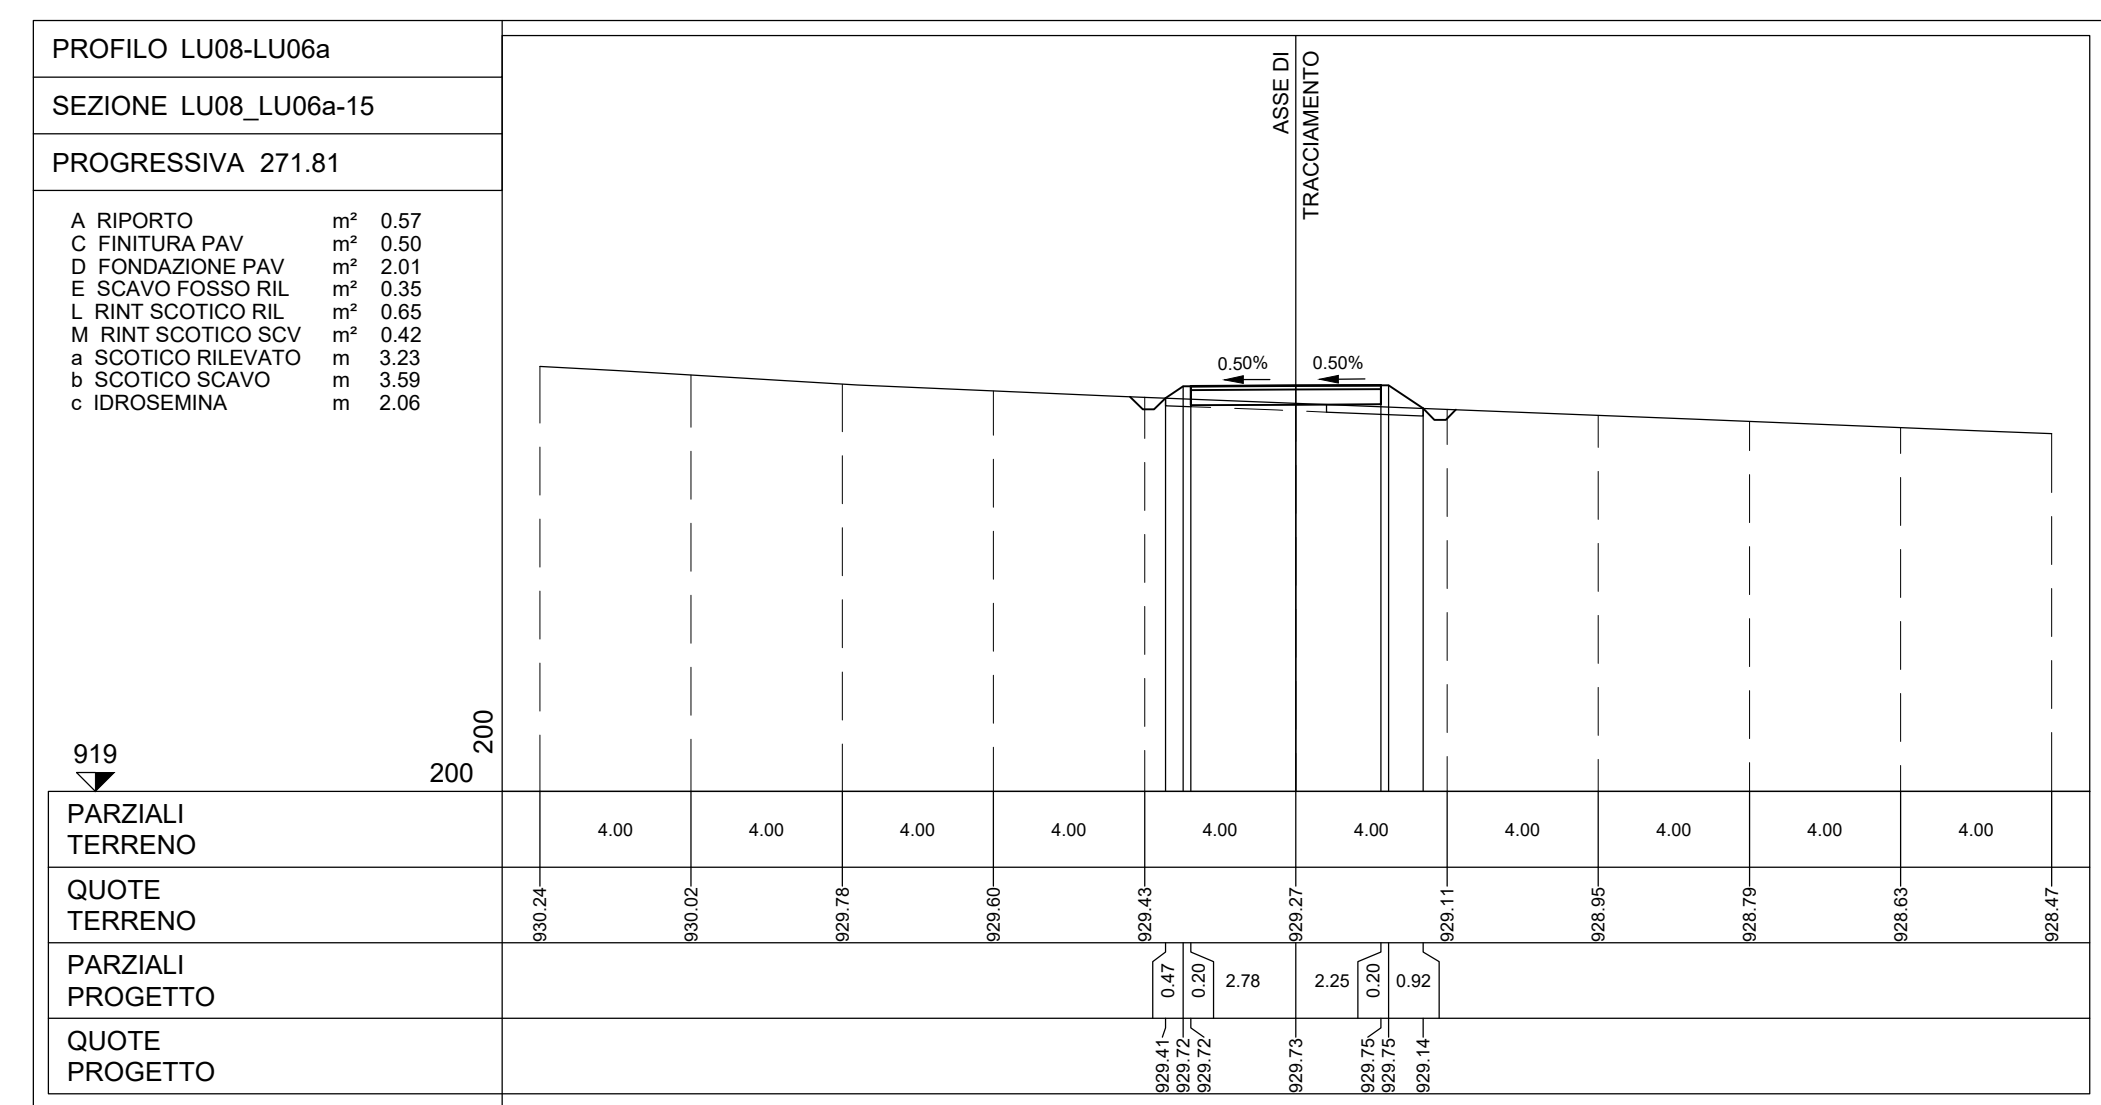 PROFILO LU08-LU06a
SEZIONE LU08_LU06a-15
PROGRESSIVA 271.81
A RIPORTO m² 0.57
C FINITURA PAV m² 0.50
D FONDAZIONE PAV m² 2.01
E SCAVO FOSSO RIL m² 0.35
L RINT SCOTICO RIL m² 0.65
M RINT SCOTICO SCV m² 0.42
a SCOTICO RILEVATO m 3.23
b SCOTICO SCAVO m 3.59
c IDROSEMINA m 2.06
ASSE DI
TRACCIAMENTO
0.50% 0.50%
919
200
200
PARZIALI
TERRENO
4.00 4.00 4.00 4.00 4.00 4.00 4.00 4.00 4.00 4.00
QUOTE
TERRENO
930.24 930.02 929.78 929.60 929.43 929.27 929.11 928.95 928.79 928.63 928.47
PARZIALI
PROGETTO
0.47 0.20 2.78 2.25 0.20 0.92
QUOTE
PROGETTO
929.41 929.72 929.72 929.73 929.75 929.75 929.14